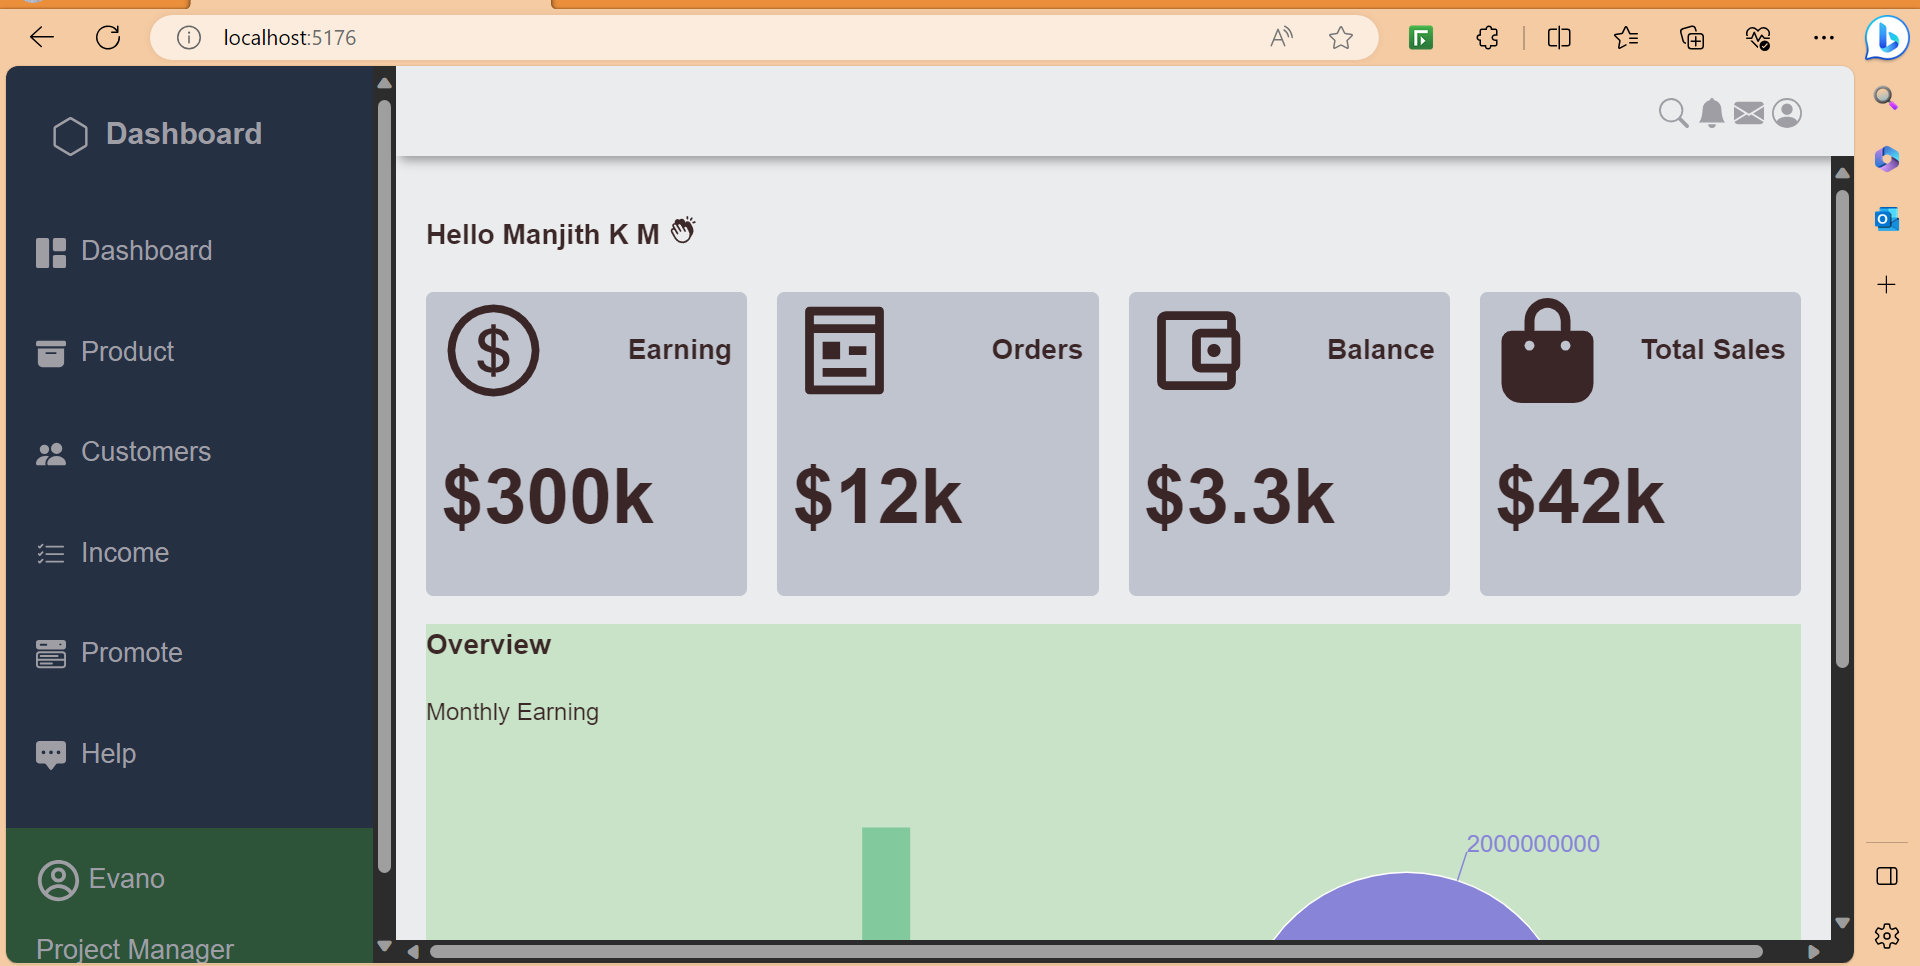 localhost:5176
Dashboard
Dashboard
Product
Customers
Income
Promote
Help
Evano
Project Manager
Hello Manjith K M
Earning
$300k
Orders
$12k
Balance
$3.3k
Total Sales
$42k
Overview
Monthly Earning
2000000000